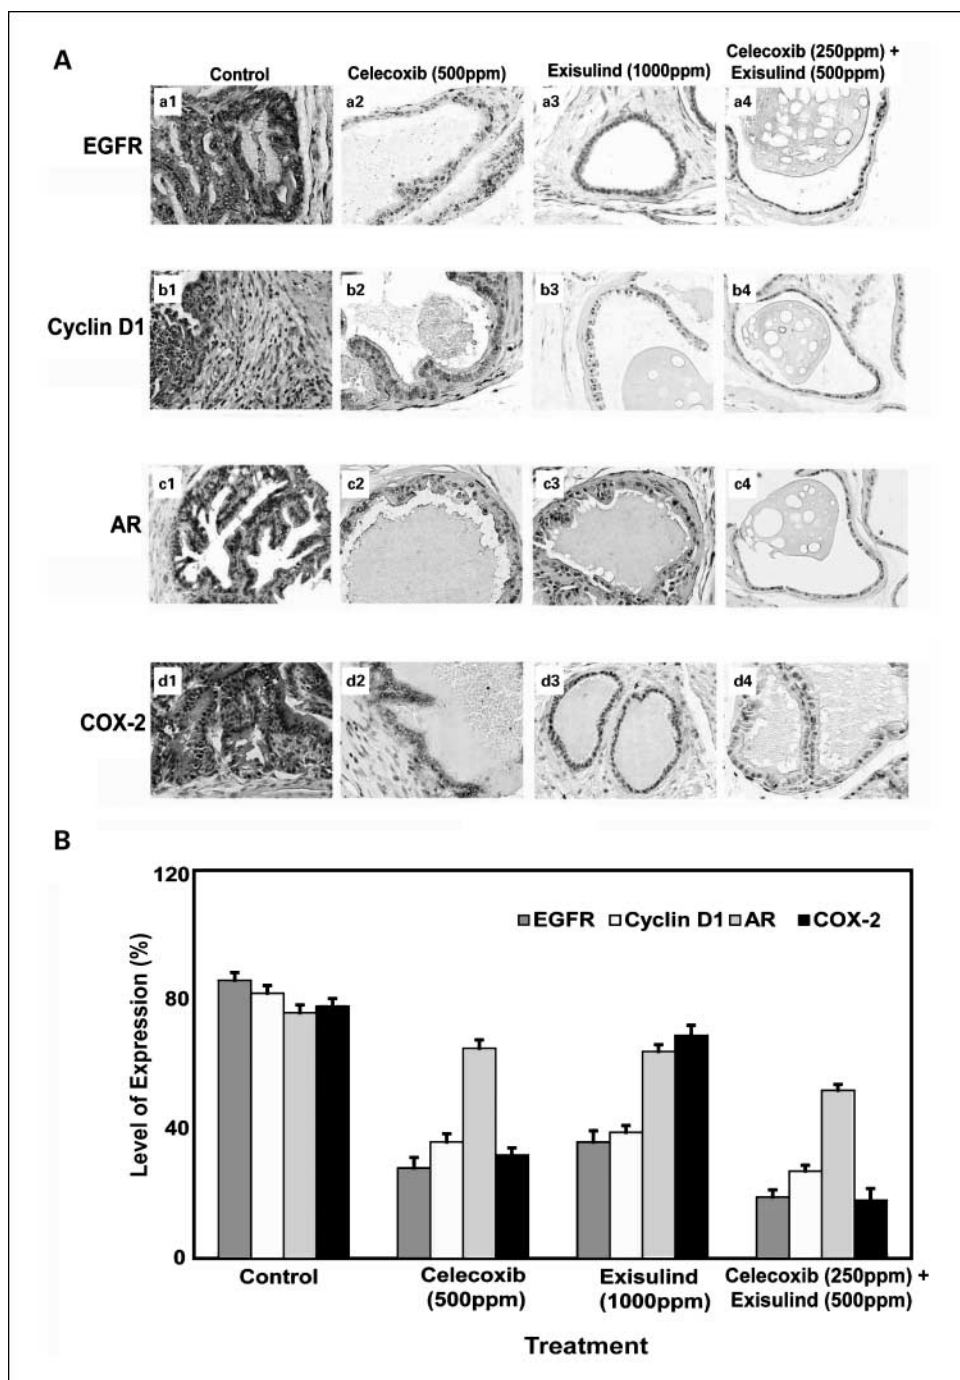 A
Control
Celecoxib (500ppm)
Exisulind (1000ppm)
Celecoxib (250ppm) +
Exisulind (500ppm)
EGFR
a1
a2
a3
a4
Cyclin D1
b1
b2
b3
b4
AR
c1
c2
c3
c4
COX-2
d1
d2
d3
d4
B
Level of Expression (%)
120
80
40
0
EGFR
Cyclin D1
AR
COX-2
Control
Celecoxib
(500ppm)
Exisulind
(1000ppm)
Celecoxib (250ppm) +
Exisulind (500ppm)
Treatment